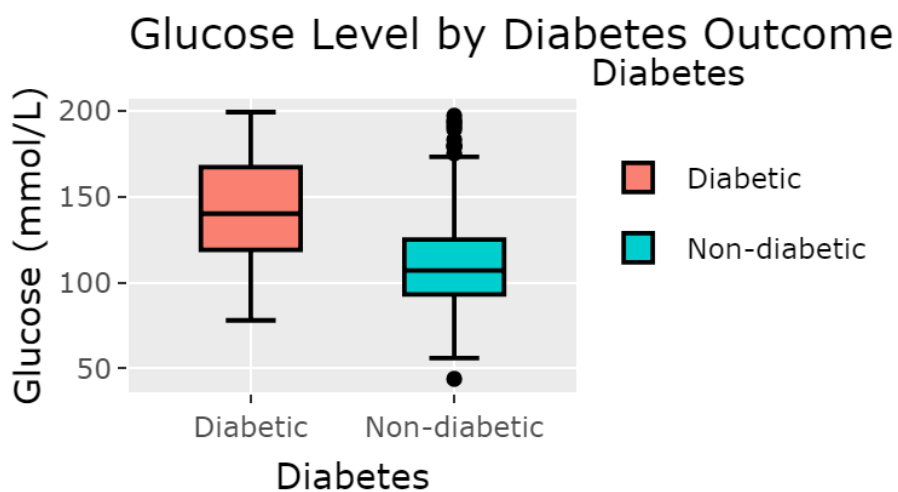 Glucose Level by Diabetes Outcome
Diabetes
Diabetic
Non-diabetic
Glucose (mmol/L)
200
150
100
50
Diabetic
Non-diabetic
Diabetes